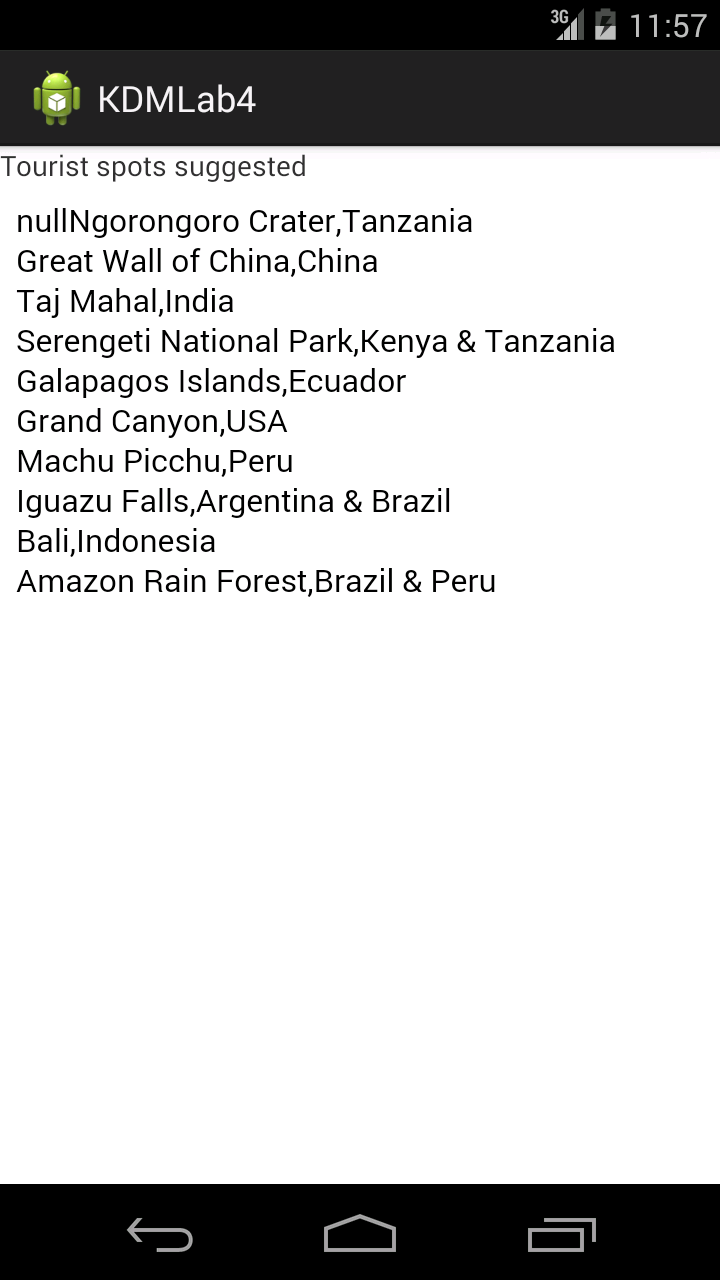 3G 11:57
KDMLab4
Tourist spots suggested
nullNgorongoro Crater,Tanzania
Great Wall of China,China
Taj Mahal,India
Serengeti National Park,Kenya & Tanzania
Galapagos Islands,Ecuador
Grand Canyon,USA
Machu Picchu,Peru
Iguazu Falls,Argentina & Brazil
Bali,Indonesia
Amazon Rain Forest,Brazil & Peru